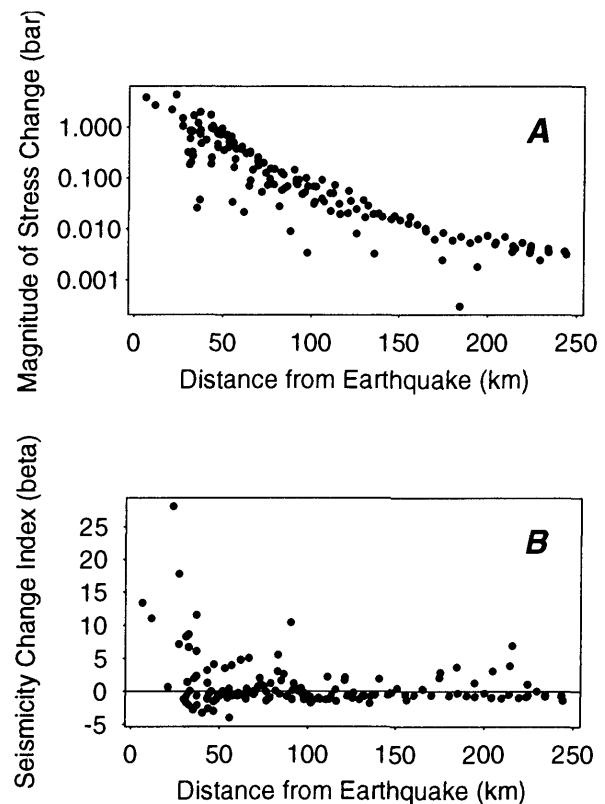 Magnitude of Stress Change (bar)
A
1.000
0.100
0.010
0.001
0 50 100 150 200 250
Distance from Earthquake (km)
Seismicity Change Index (beta)
B
25
20
15
10
5
0
-5
0 50 100 150 200 250
Distance from Earthquake (km)